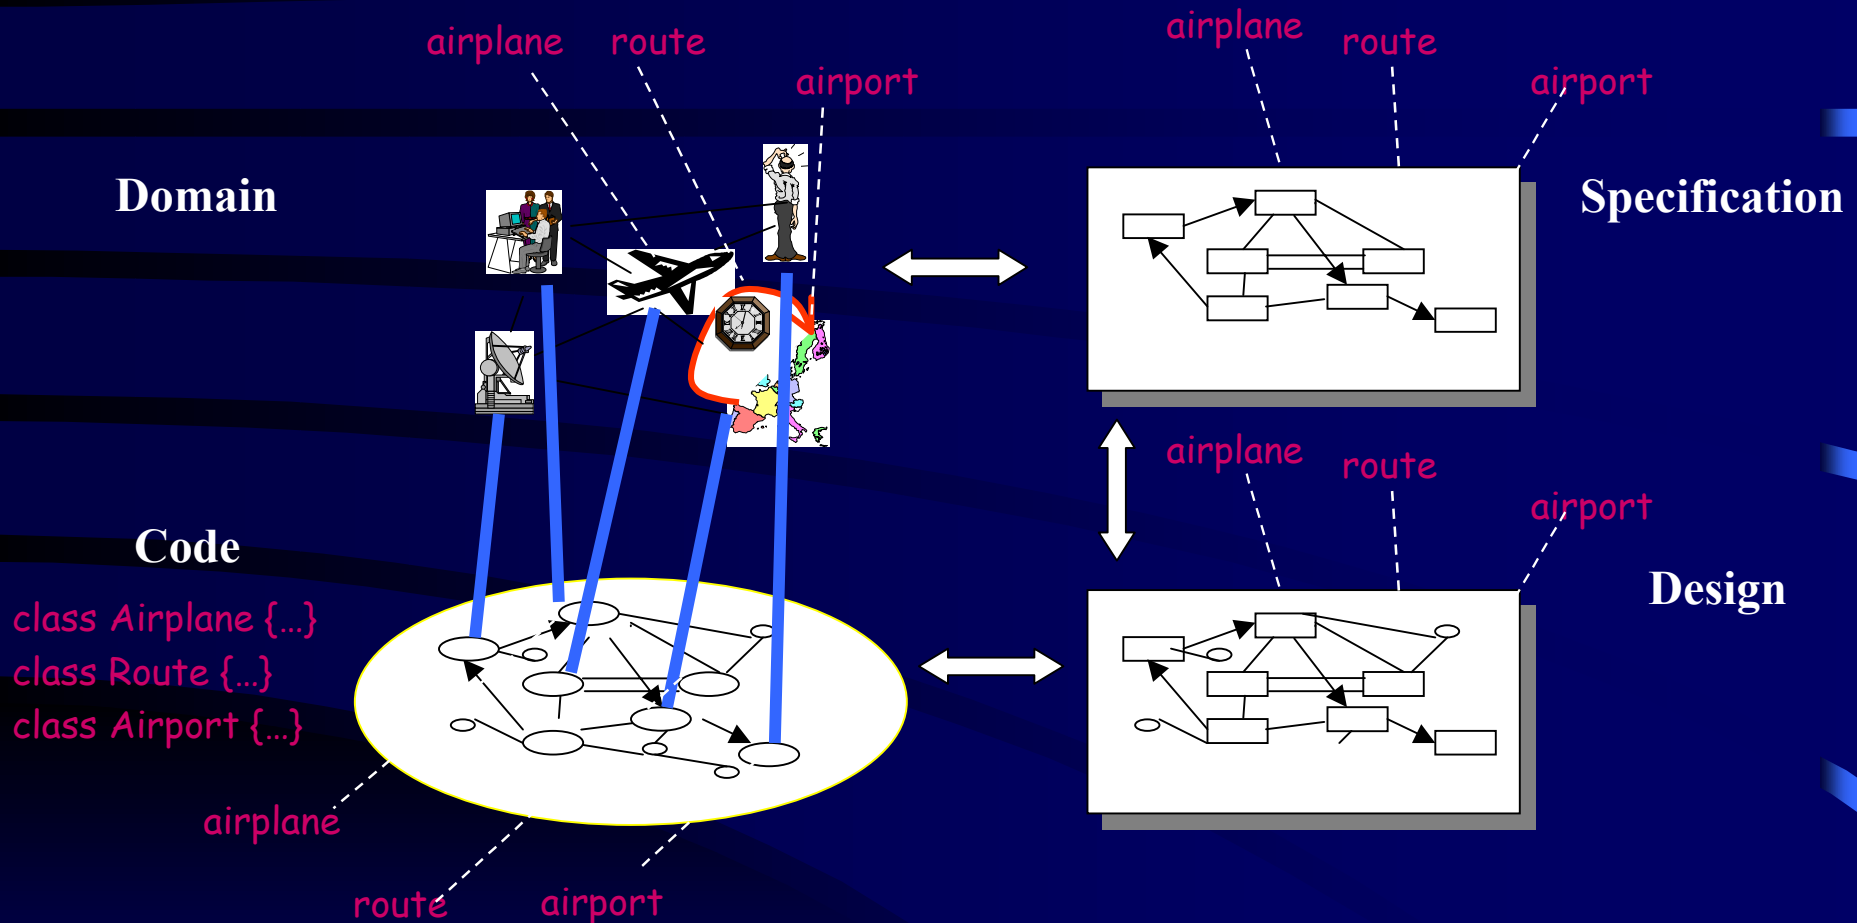 airplane route airport
airplane route airport
Domain
Specification
airplane route airport
Code
Design
class Airplane {...}
class Route {...}
class Airport {...}
airplane
route airport